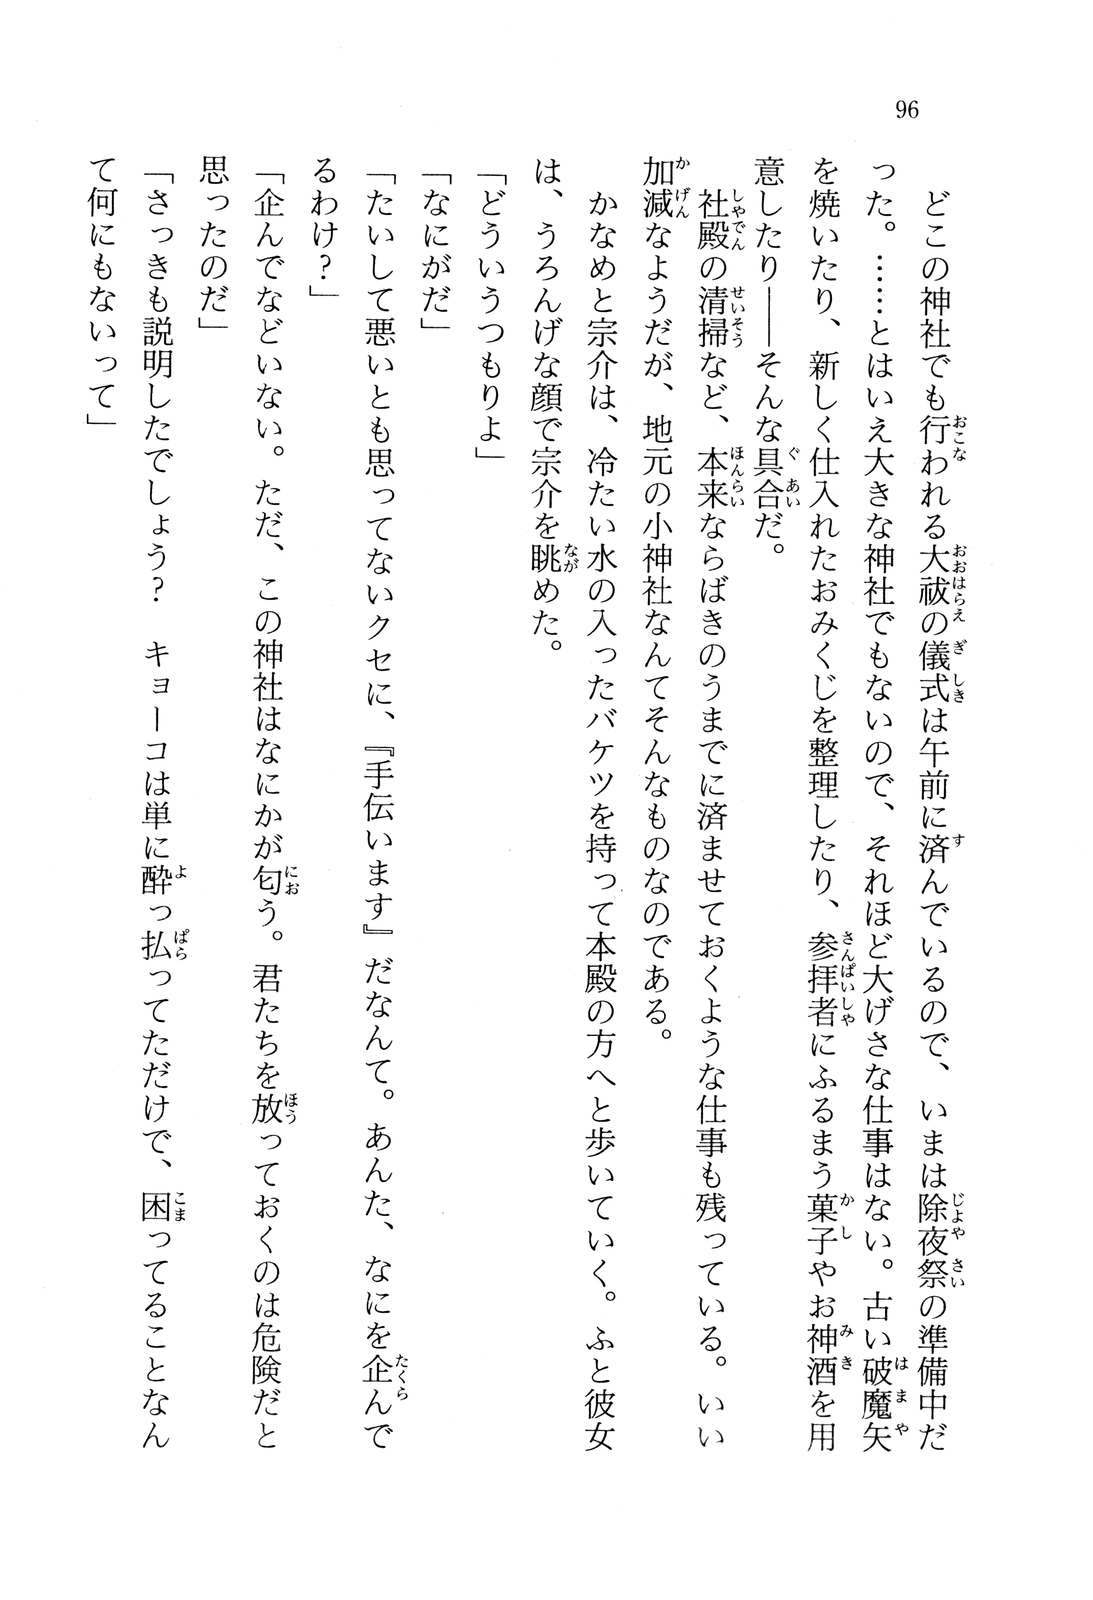 96
　どこの神社でも行われる大祓の儀式は午前に済んでいるので、いまは除夜祭の準備中だ
った。……とはいえ大きな神社でもないので、それほど大げさな仕事はない。古い破魔矢
を焼いたり、新しく仕入れたおみくじを整理したり、参拝者にふるまう菓子やお神酒を用
意したり――そんな具合だ。
　社殿の清掃など、本来ならばきのうまでに済ませておくような仕事も残っている。いい
加減なようだが、地元の小神社なんてそんなものなのである。
　かなめと宗介は、冷たい水の入ったバケツを持って本殿の方へと歩いていく。ふと彼女
は、うろんげな顔で宗介を眺めた。
「どういうつもりよ」
「なにがだ」
「たいして悪いとも思ってないクセに、『手伝います』だなんて。あんた、なにを企んで
るわけ？」
「企んでなどいない。ただ、この神社はなにかが匂う。君たちを放っておくのは危険だと
思ったのだ」
「さっきも説明したでしょう？　キョーコは単に酔っ払ってただけで、困ってることなん
て何にもないって」